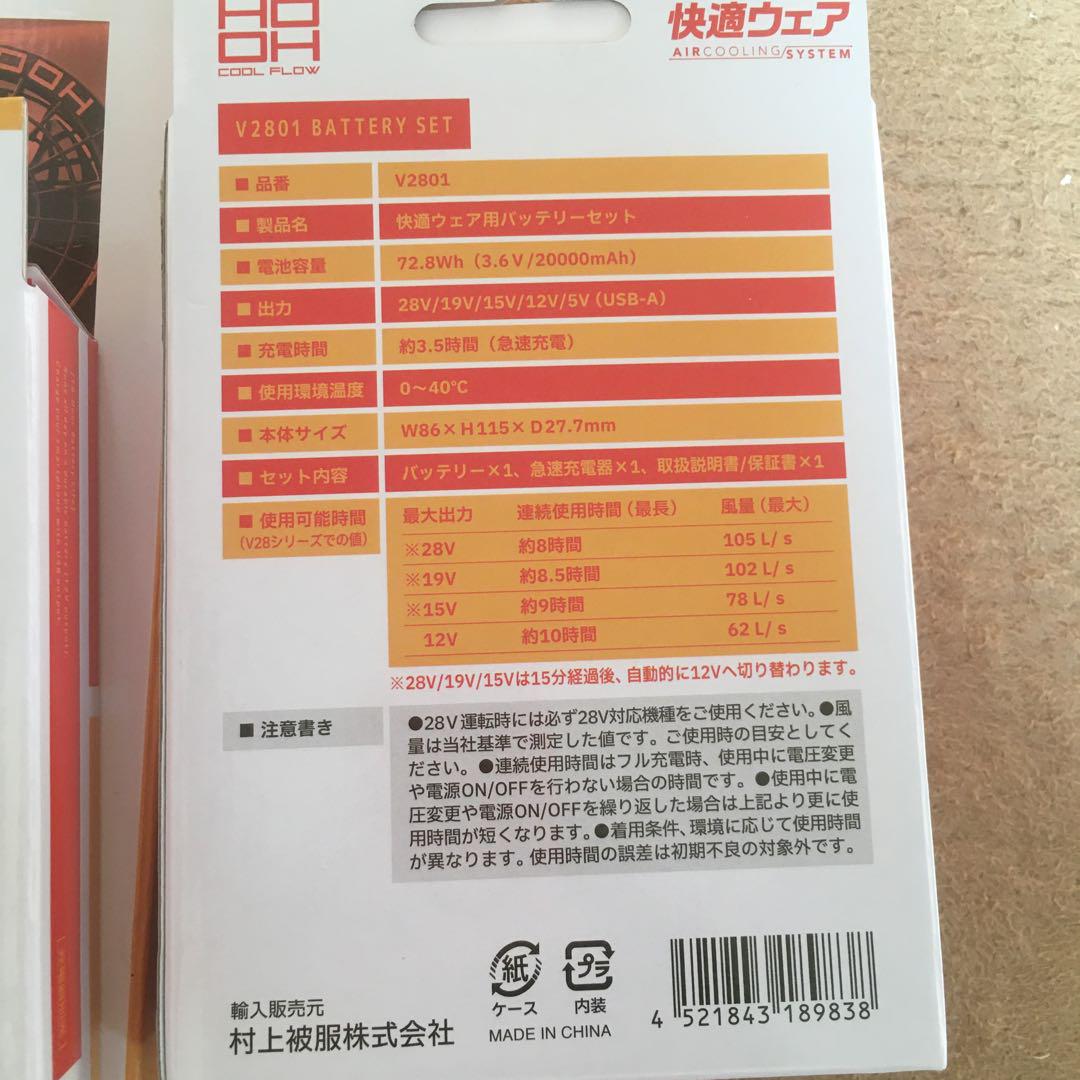 HO
OH
COOL FLOW
快適ウェア
AIRCOOLING/SYSTEM
V2801 BATTERY SET
■ 品番 V2801
■ 製品名 快適ウェア用バッテリーセット
■ 電池容量 72.8Wh（3.6V/20000mAh）
■ 出力 28V/19V/15V/12V/5V（USB-A）
■ 充電時間 約3.5時間（急速充電）
■ 使用環境温度 0～40℃
■ 本体サイズ W86×H115×D27.7mm
■ セット内容 バッテリー×1、急速充電器×1、取扱説明書/保証書×1
■ 使用可能時間
（V28シリーズでの値）
最大出力 連続使用時間（最長） 風量（最大）
※28V 約8時間 105 L/s
※19V 約8.5時間 102 L/s
※15V 約9時間 78 L/s
12V 約10時間 62 L/s
※28V/19V/15Vは15分経過後、自動的に12Vへ切り替わります。
■ 注意書き
●28V運転時には必ず28V対応機種をご使用ください。●風
量は当社基準で測定した値です。ご使用時の目安としてく
ださい。●連続使用時間はフル充電時、使用中に電圧変更
や電源ON/OFFを行わない場合の時間です。●使用中に電
圧変更や電源ON/OFFを繰り返した場合は上記より更に使
用時間が短くなります。●着用条件、環境に応じて使用時間
が異なります。使用時間の誤差は初期不良の対象外です。
紙
ケース
プラ
内装
MADE IN CHINA
輸入販売元
村上被服株式会社
4 521843 189838
HOOH